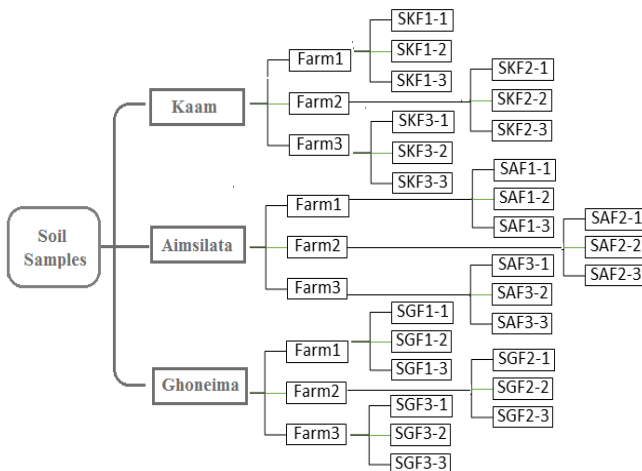 Soil
Samples
Kaam
Farm1
SKF1-1
SKF1-2
SKF1-3
Farm2
SKF2-1
SKF2-2
SKF2-3
Farm3
SKF3-1
SKF3-2
SKF3-3
Aimsilata
Farm1
SAF1-1
SAF1-2
SAF1-3
Farm2
SAF2-1
SAF2-2
SAF2-3
Farm3
SAF3-1
SAF3-2
SAF3-3
Ghoneima
Farm1
SGF1-1
SGF1-2
SGF1-3
Farm2
SGF2-1
SGF2-2
SGF2-3
Farm3
SGF3-1
SGF3-2
SGF3-3